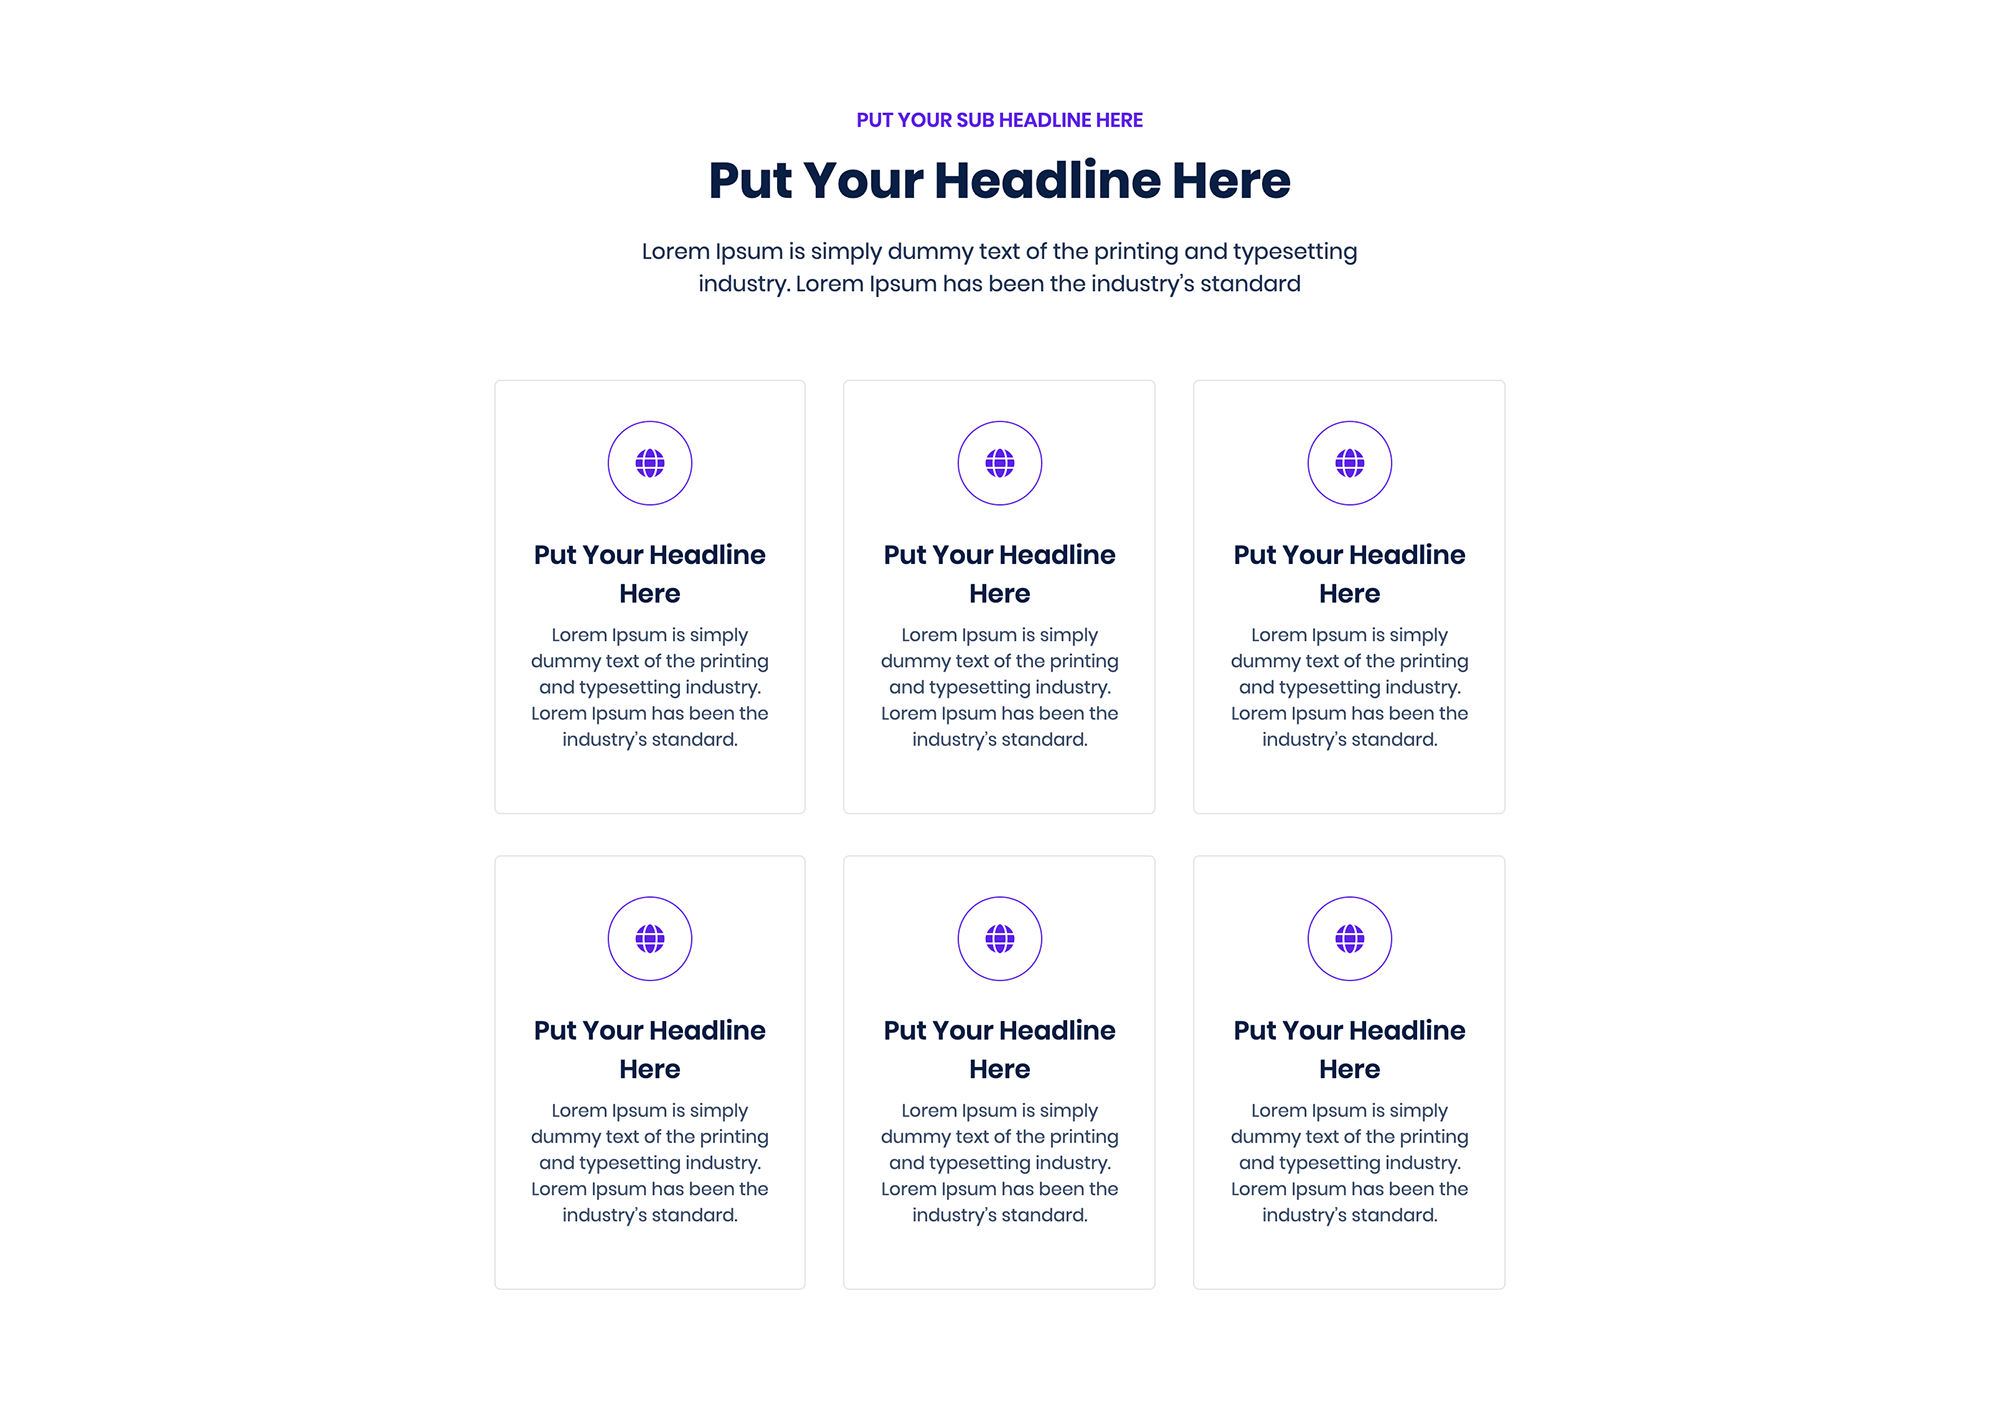 PUT YOUR SUB HEADLINE HERE
Put Your Headline Here
Lorem Ipsum is simply dummy text of the printing and typesetting
industry. Lorem Ipsum has been the industry’s standard
Put Your Headline
Here
Lorem Ipsum is simply
dummy text of the printing
and typesetting industry.
Lorem Ipsum has been the
industry’s standard.
Put Your Headline
Here
Lorem Ipsum is simply
dummy text of the printing
and typesetting industry.
Lorem Ipsum has been the
industry’s standard.
Put Your Headline
Here
Lorem Ipsum is simply
dummy text of the printing
and typesetting industry.
Lorem Ipsum has been the
industry’s standard.
Put Your Headline
Here
Lorem Ipsum is simply
dummy text of the printing
and typesetting industry.
Lorem Ipsum has been the
industry’s standard.
Put Your Headline
Here
Lorem Ipsum is simply
dummy text of the printing
and typesetting industry.
Lorem Ipsum has been the
industry’s standard.
Put Your Headline
Here
Lorem Ipsum is simply
dummy text of the printing
and typesetting industry.
Lorem Ipsum has been the
industry’s standard.